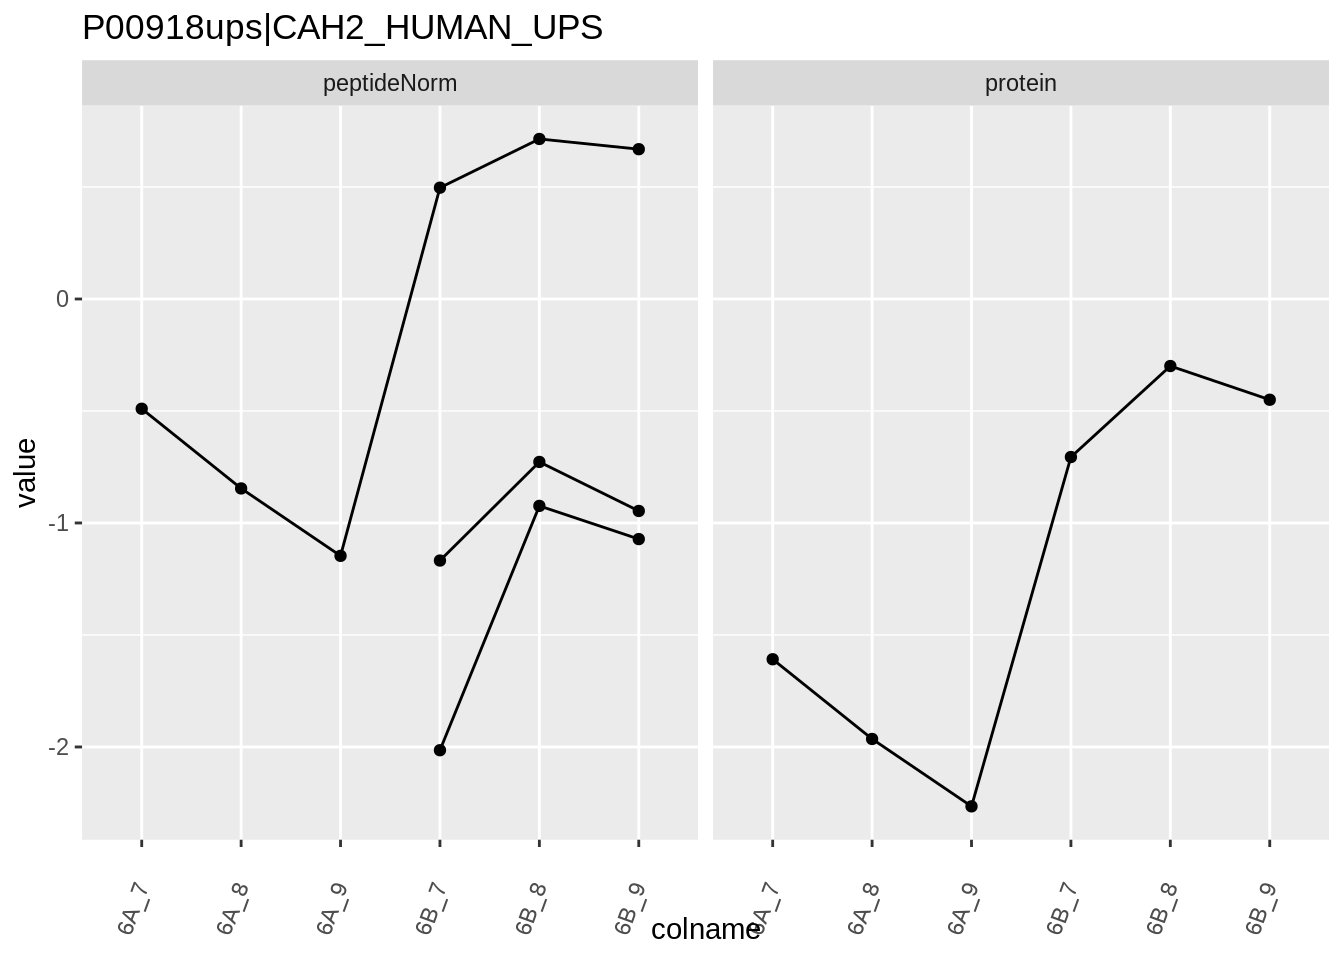 P00918ups|CAH2_HUMAN_UPS
peptideNorm
protein
value
0
-1
-2
6A_7
6A_8
6A_9
6B_7
6B_8
6B_9
6A_7
6A_8
6A_9
6B_7
6B_8
6B_9
colname